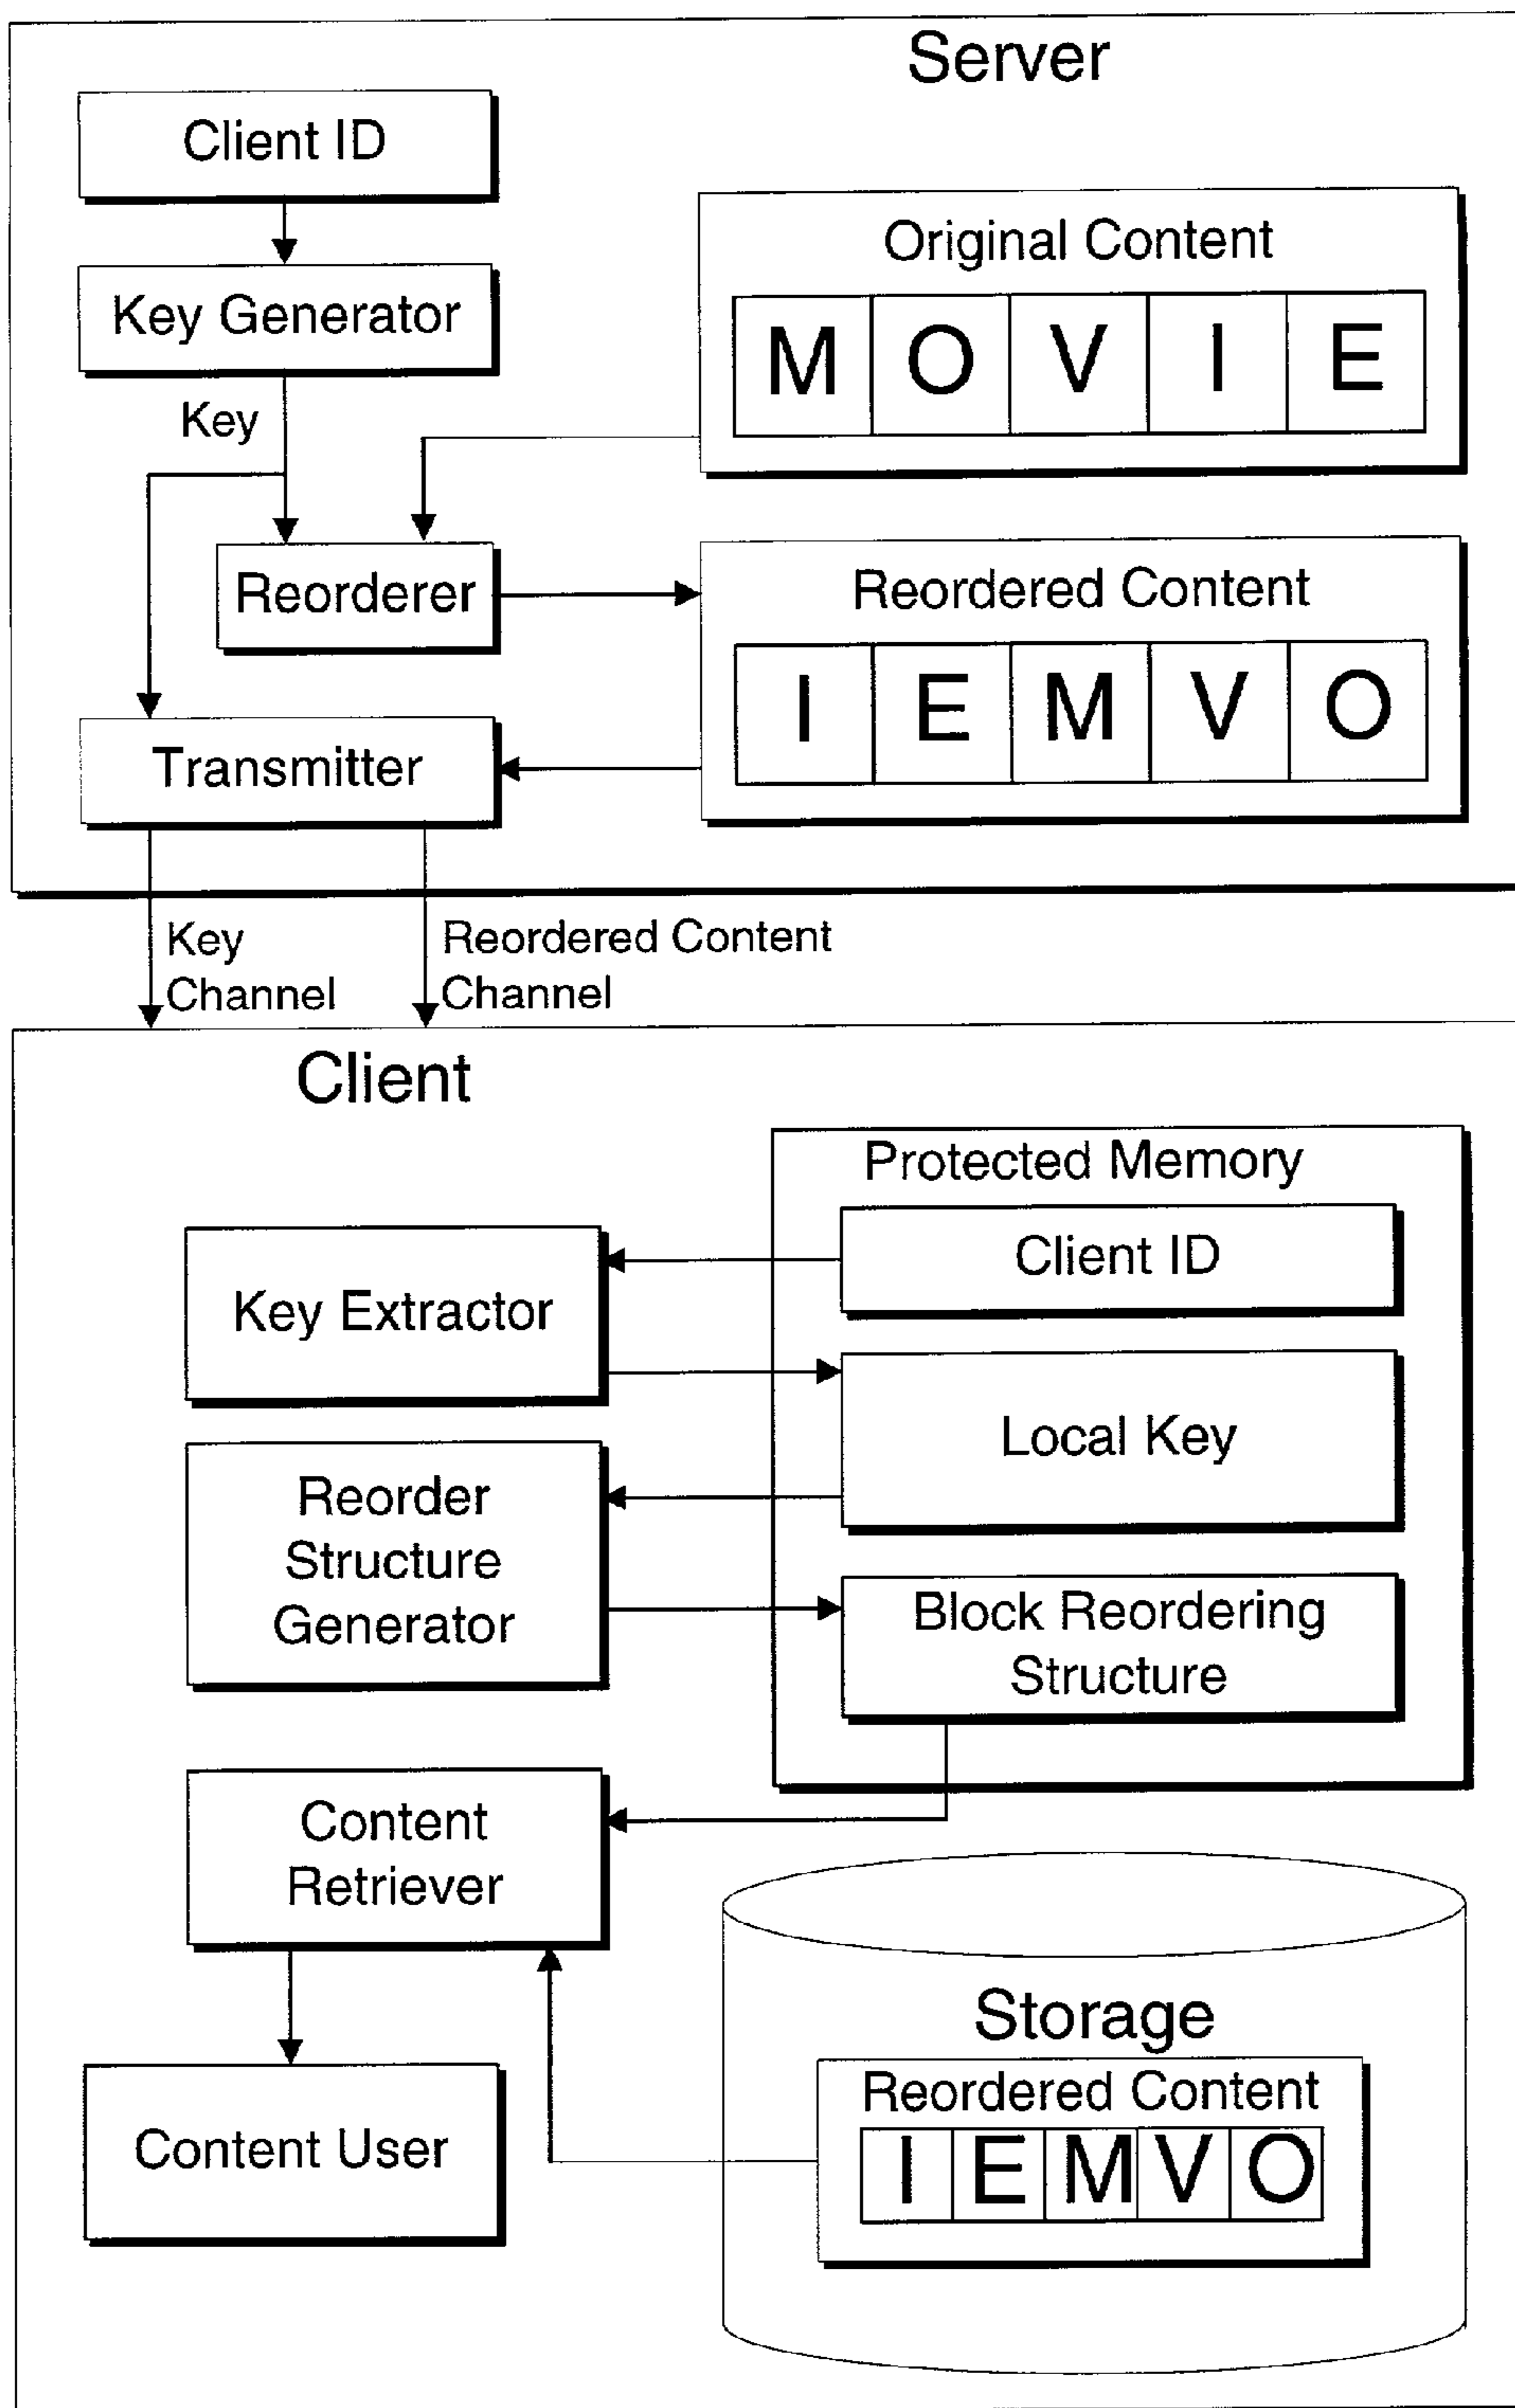 Server
Client ID
Key Generator
Key
Original Content
M O V I E
Reorderer
Reordered Content
I E M V O
Transmitter
Key
Channel
Reordered Content
Channel
Client
Protected Memory
Client ID
Key Extractor
Local Key
Reorder
Structure
Generator
Block Reordering
Structure
Content
Retriever
Storage
Reordered Content
I E M V O
Content User